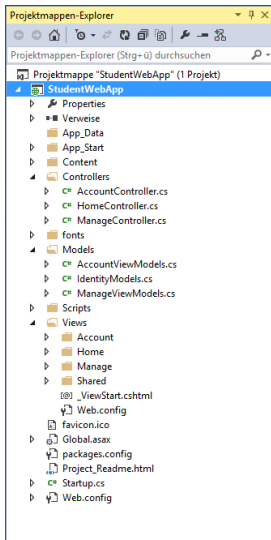 Projektmappen-Explorer
Projektmappen-Explorer (Strg+ü) durchsuchen
Projektmappe "StudentWebApp" (1 Projekt)
StudentWebApp
Properties
Verweise
App_Data
App_Start
Content
Controllers
C# AccountController.cs
C# HomeController.cs
C# ManageController.cs
fonts
Models
C# AccountViewModels.cs
C# IdentityModels.cs
C# ManageViewModels.cs
Scripts
Views
Account
Home
Manage
Shared
[@] _ViewStart.cshtml
Web.config
favicon.ico
Global.asax
packages.config
Project_Readme.html
C# Startup.cs
Web.config